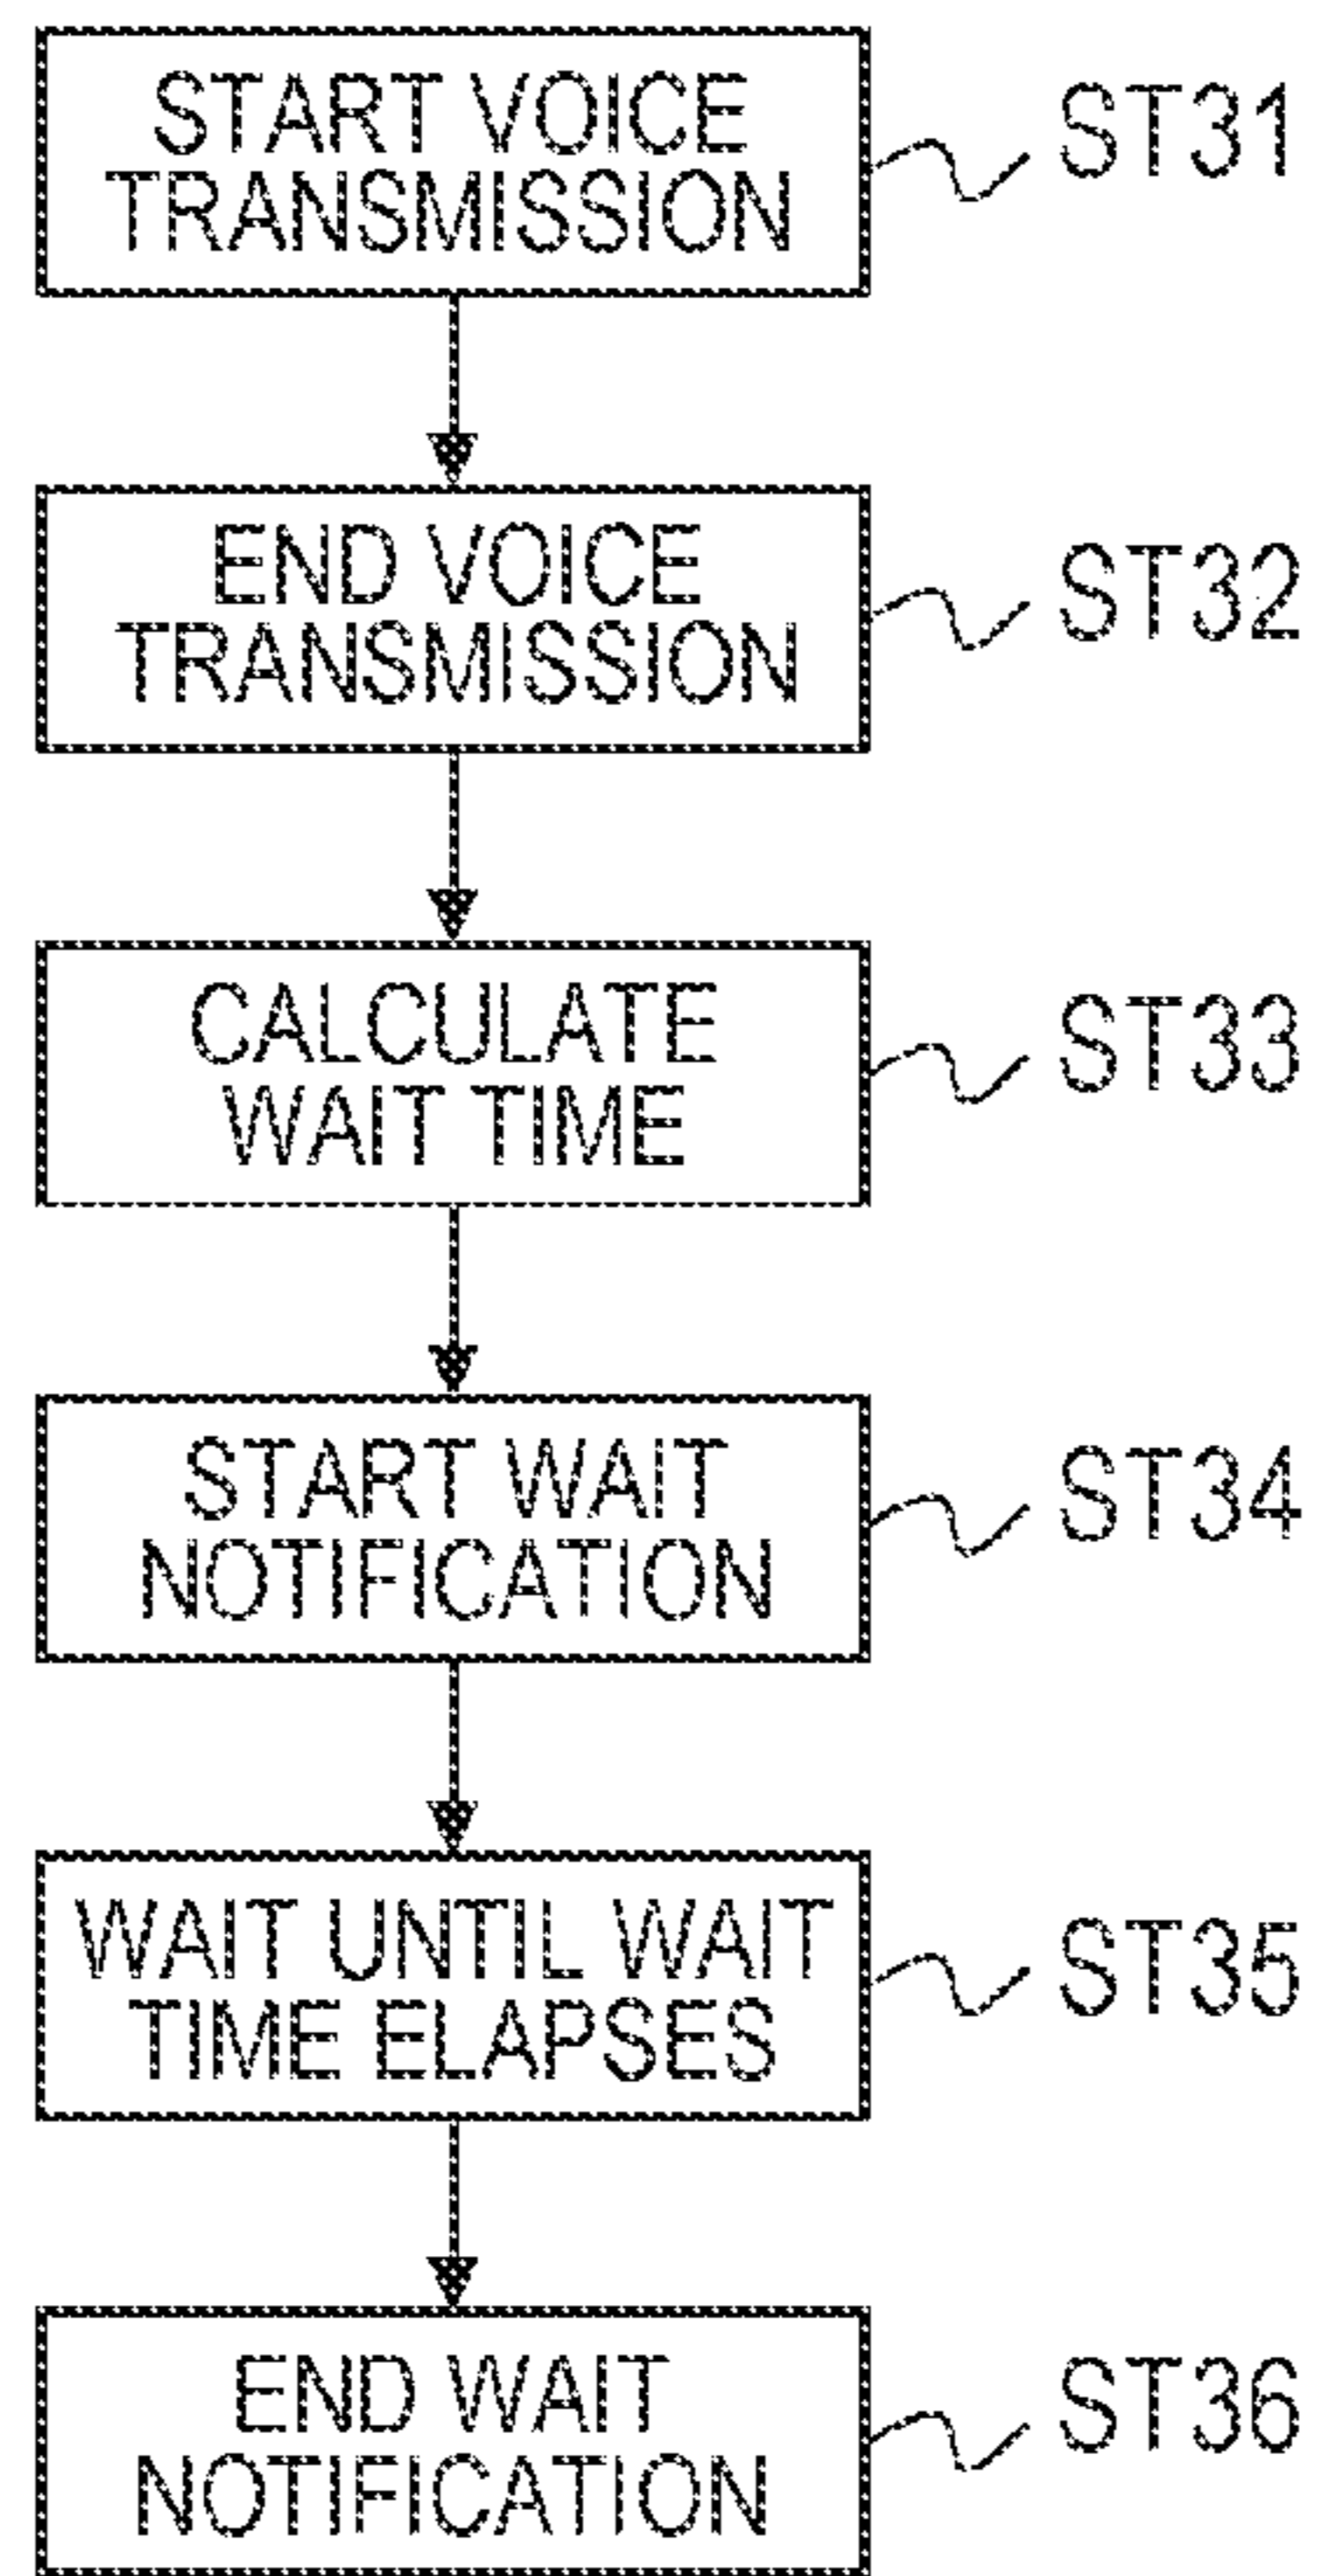 START VOICE
TRANSMISSION
ST31
END VOICE
TRANSMISSION
ST32
CALCULATE
WAIT TIME
ST33
START WAIT
NOTIFICATION
ST34
WAIT UNTIL WAIT
TIME ELAPSES
ST35
END WAIT
NOTIFICATION
ST36